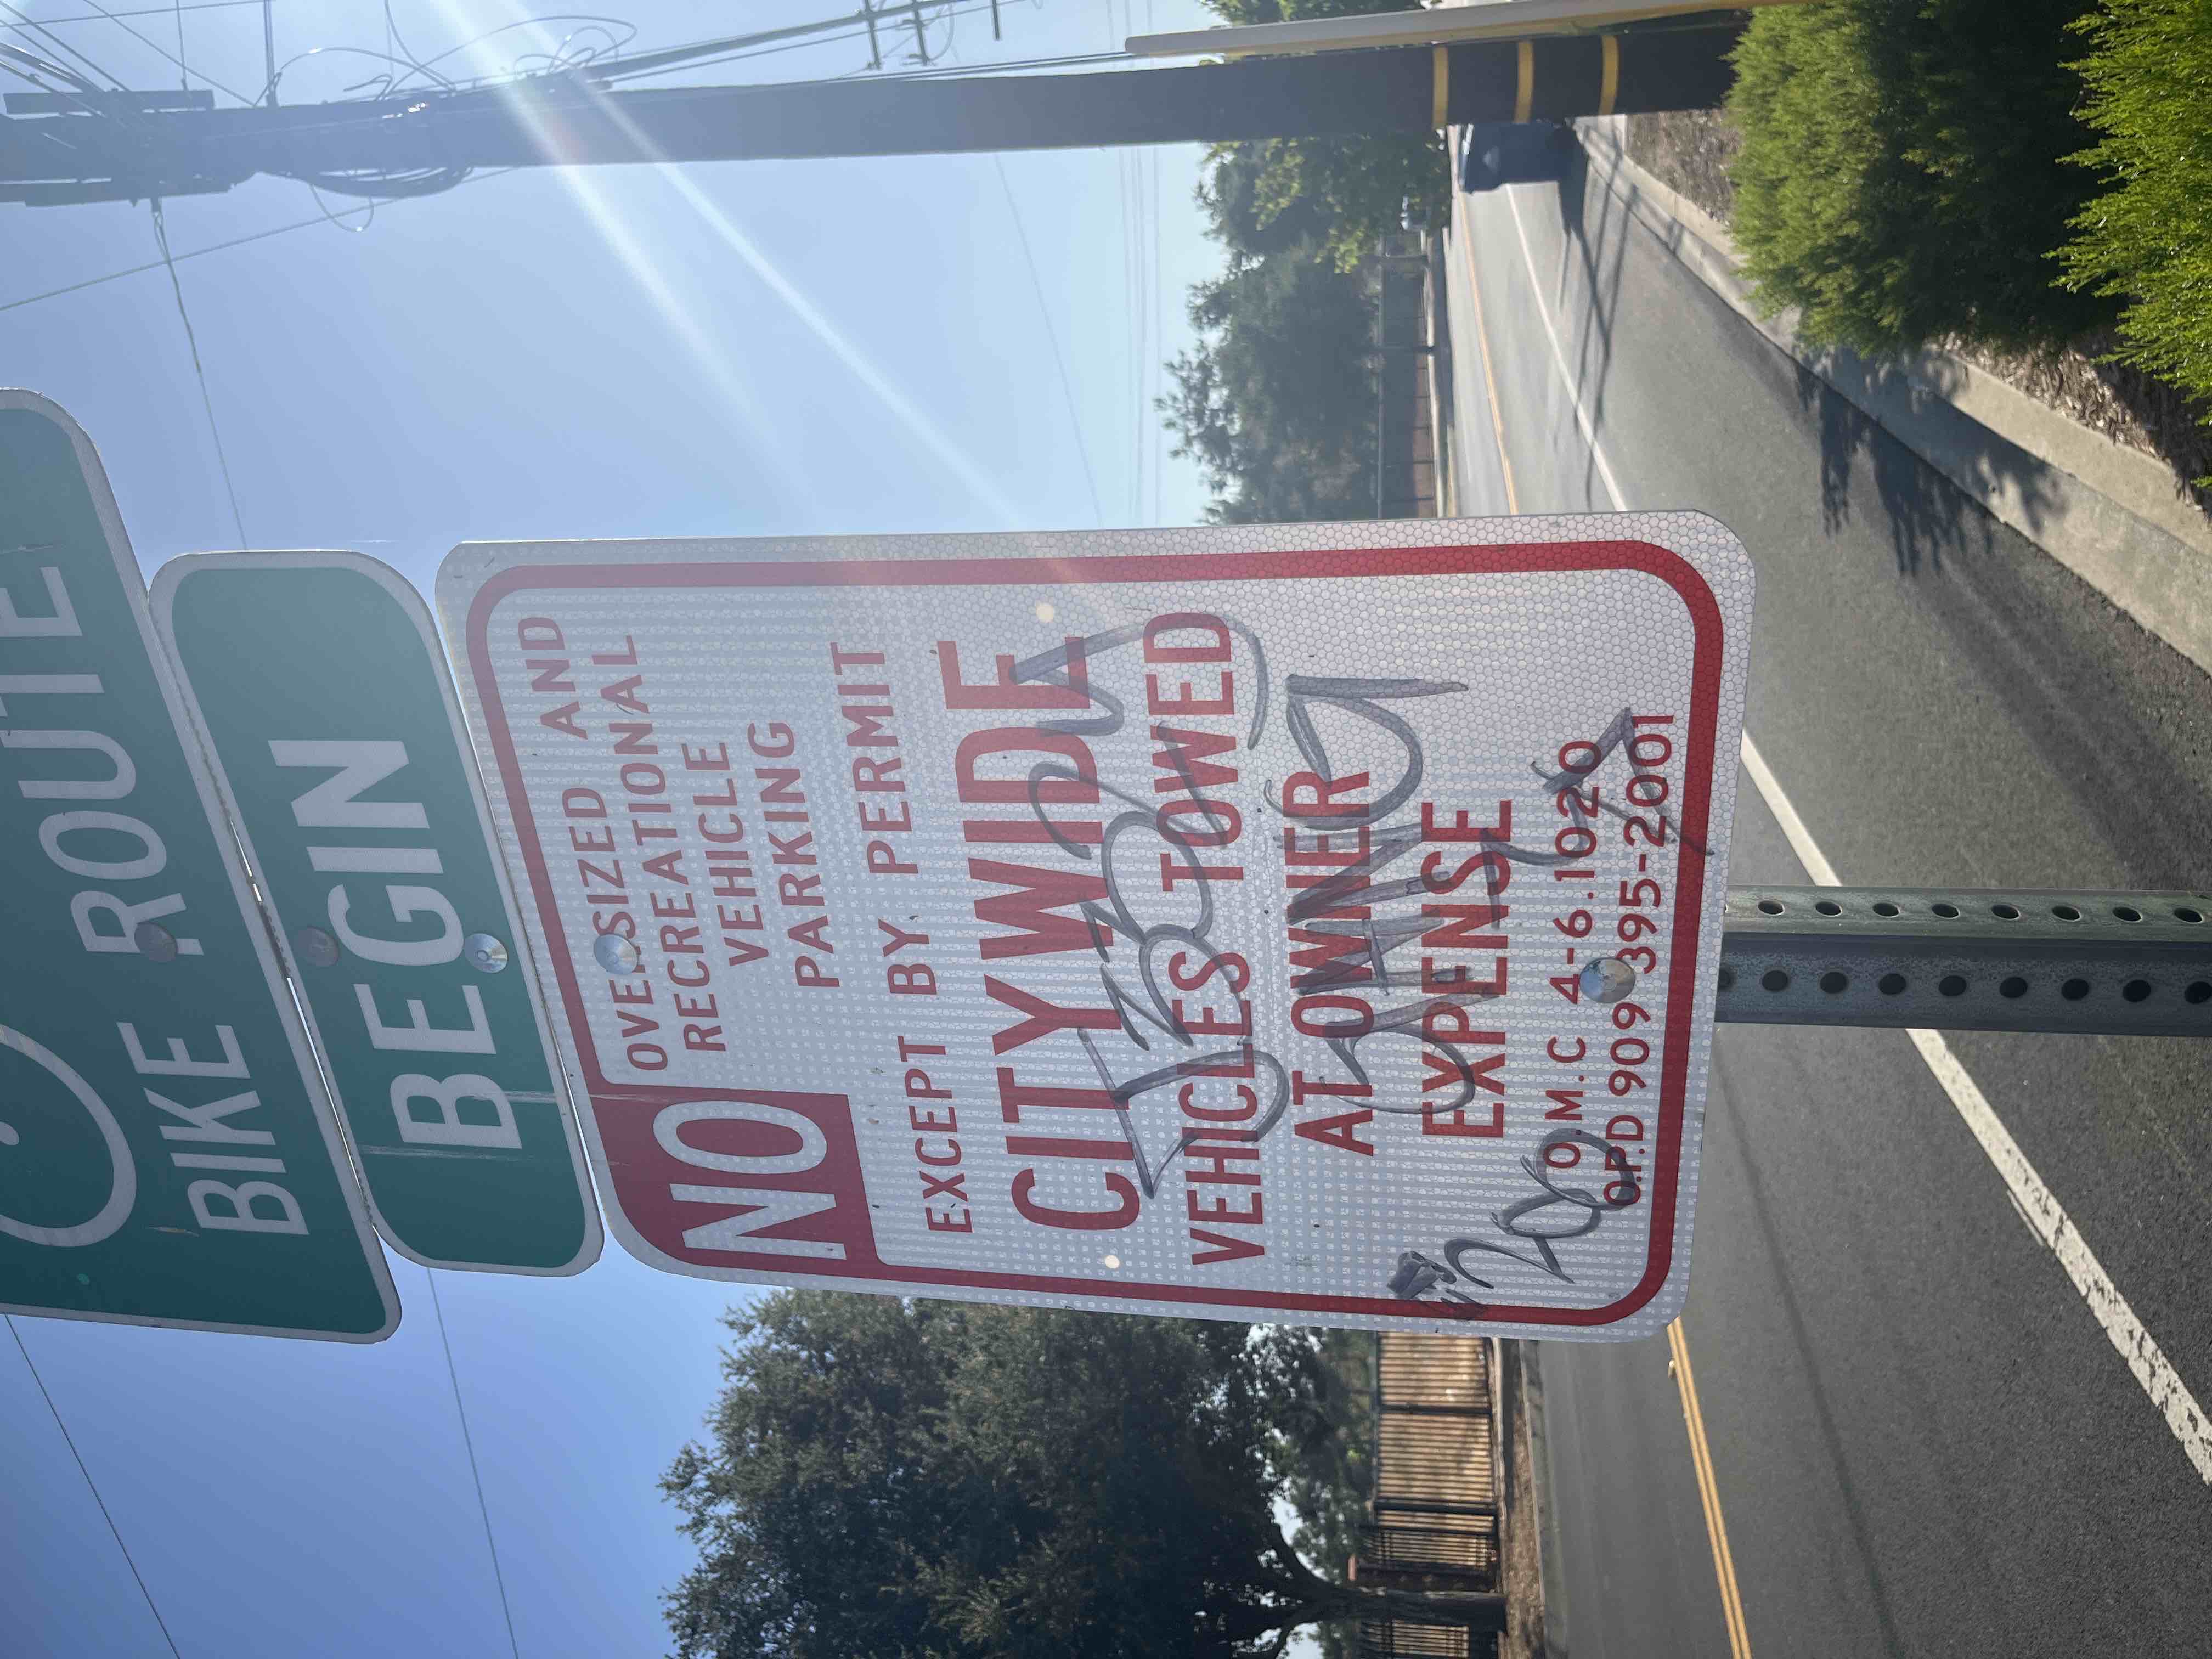 BIKE ROUTE
BEGIN
NO OVERSIZED AND
RECREATIONAL
VEHICLE
PARKING
EXCEPT BY PERMIT
CITYWIDE
VEHICLES TOWED
AT OWNER
EXPENSE
O.M.C 4-6.1020
O.P.D 909 395-2001